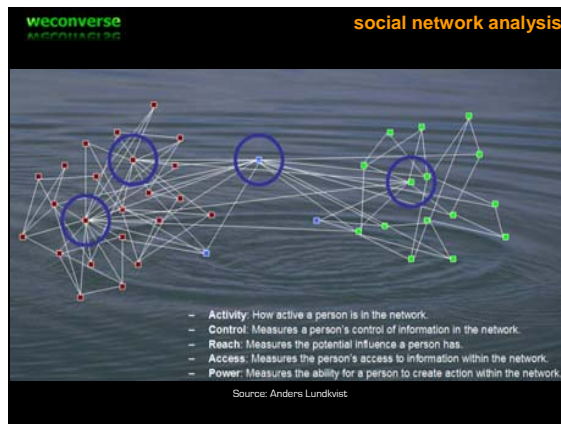 weconverse
social network analysis
– Activity: How active a person is in the network.
– Control: Measures a person's control of information in the network.
– Reach: Measures the potential influence a person has.
– Access: Measures the person's access to information within the network.
– Power: Measures the ability for a person to create action within the network.
Source: Anders Lundkvist